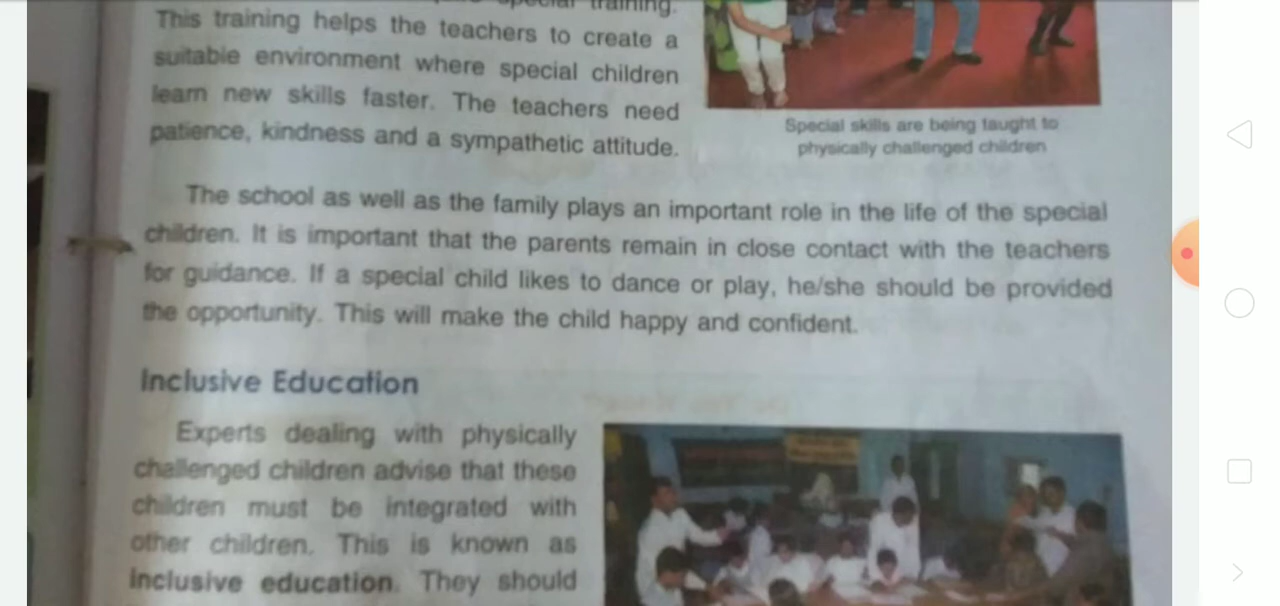 special training.
This training helps the teachers to create a
suitable environment where special children
learn new skills faster. The teachers need
patience, kindness and a sympathetic attitude.
Special skills are being taught to
physically challenged children
The school as well as the family plays an important role in the life of the special
children. It is important that the parents remain in close contact with the teachers
for guidance. If a special child likes to dance or play, he/she should be provided
the opportunity. This will make the child happy and confident.
Inclusive Education
Experts dealing with physically
challenged children advise that these
children must be integrated with
other children. This is known as
inclusive education. They should